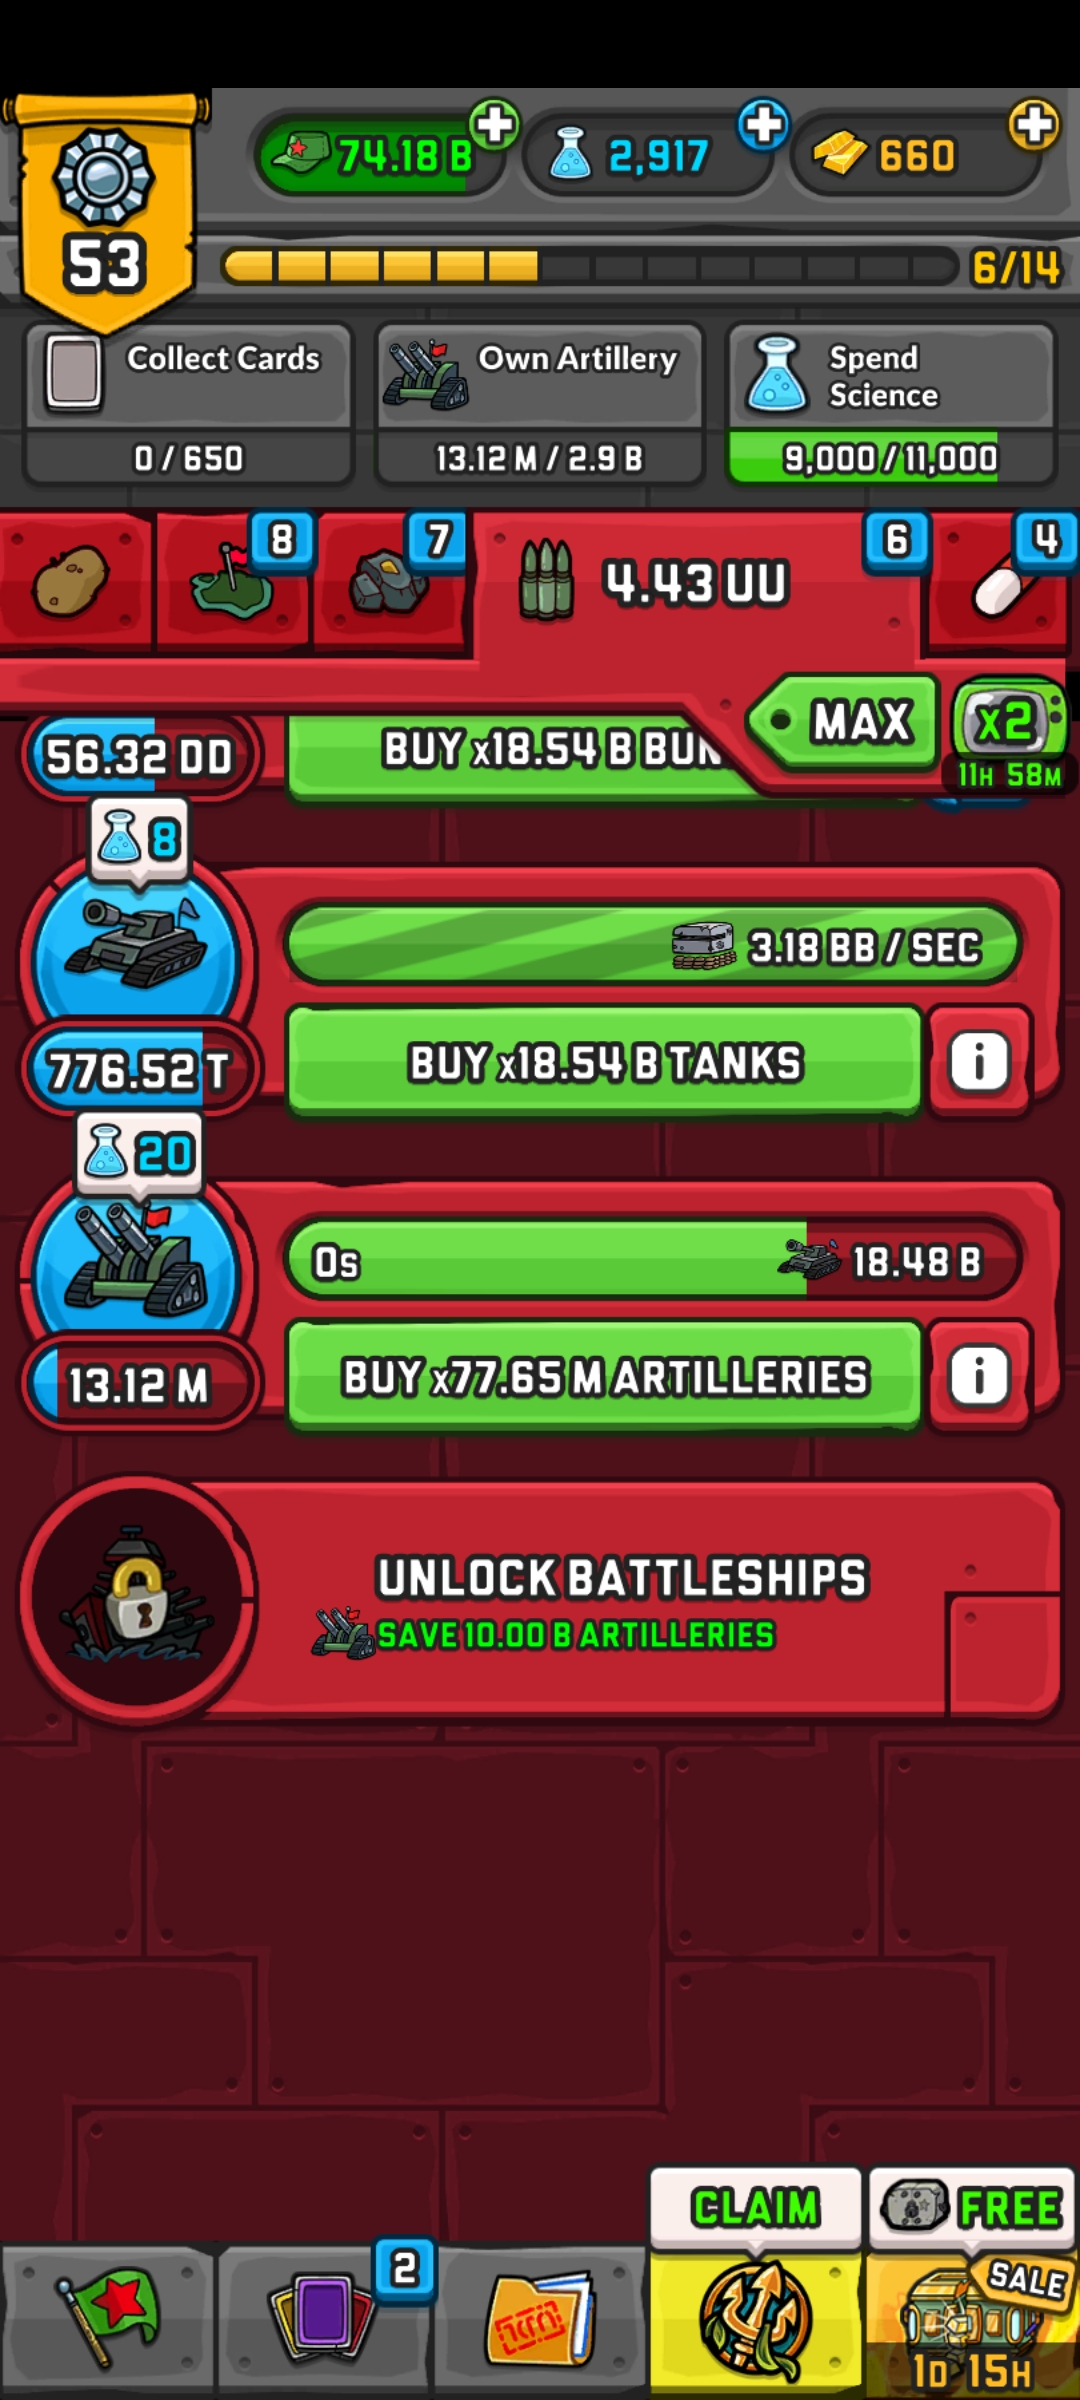 74.18 B
2,917
660
53
6/14
Collect Cards
0 / 650
Own Artillery
13.12 M / 2.9 B
Spend
Science
9,000 / 11,000
8
7
4.43 UU
6
4
MAX
x2
11H 58M
56.32 DD
BUY x18.54 B BUN
8
3.18 BB / SEC
776.52 T
BUY x18.54 B TANKS
i
20
0s
18.48 B
13.12 M
BUY x77.65 M ARTILLERIES
i
UNLOCK BATTLESHIPS
SAVE 10.00 B ARTILLERIES
CLAIM
FREE
2
SALE
1D 15H